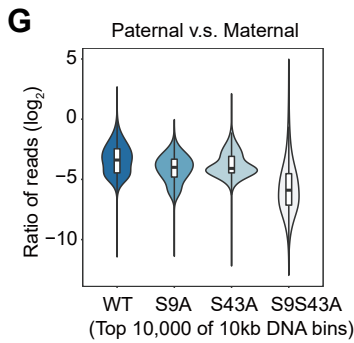 G
Paternal v.s. Maternal
Ratio of reads (log2)
5
0
−5
−10
WT S9A S43A S9S43A
(Top 10,000 of 10kb DNA bins)